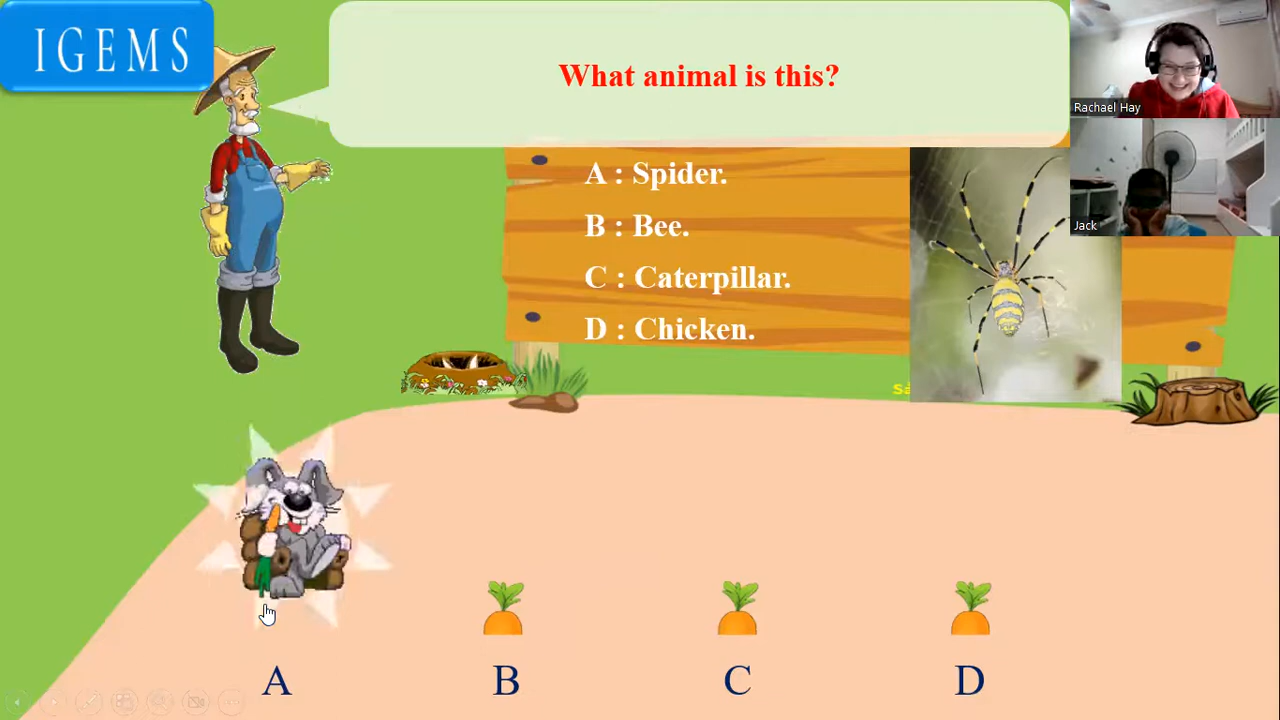 IGEMS
What animal is this?
Rachael Hay
A : Spider.
B : Bee.
Jack
C : Caterpillar.
D : Chicken.
A
B
C
D